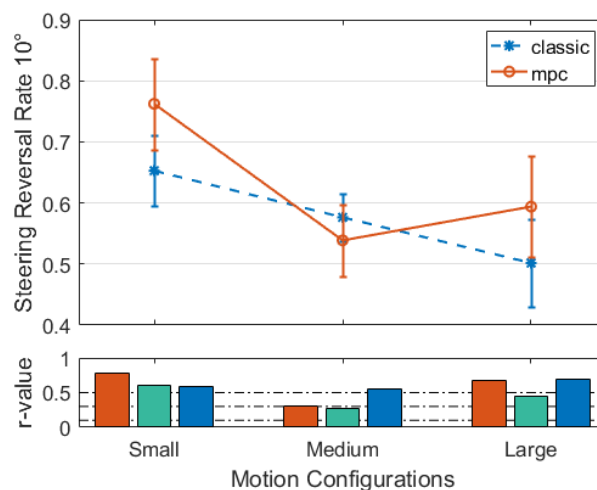 0.9
0.8
0.7
0.6
0.5
0.4
Steering Reversal Rate 10°
classic
mpc
1
0.5
0
r-value
Small Medium Large
Motion Configurations